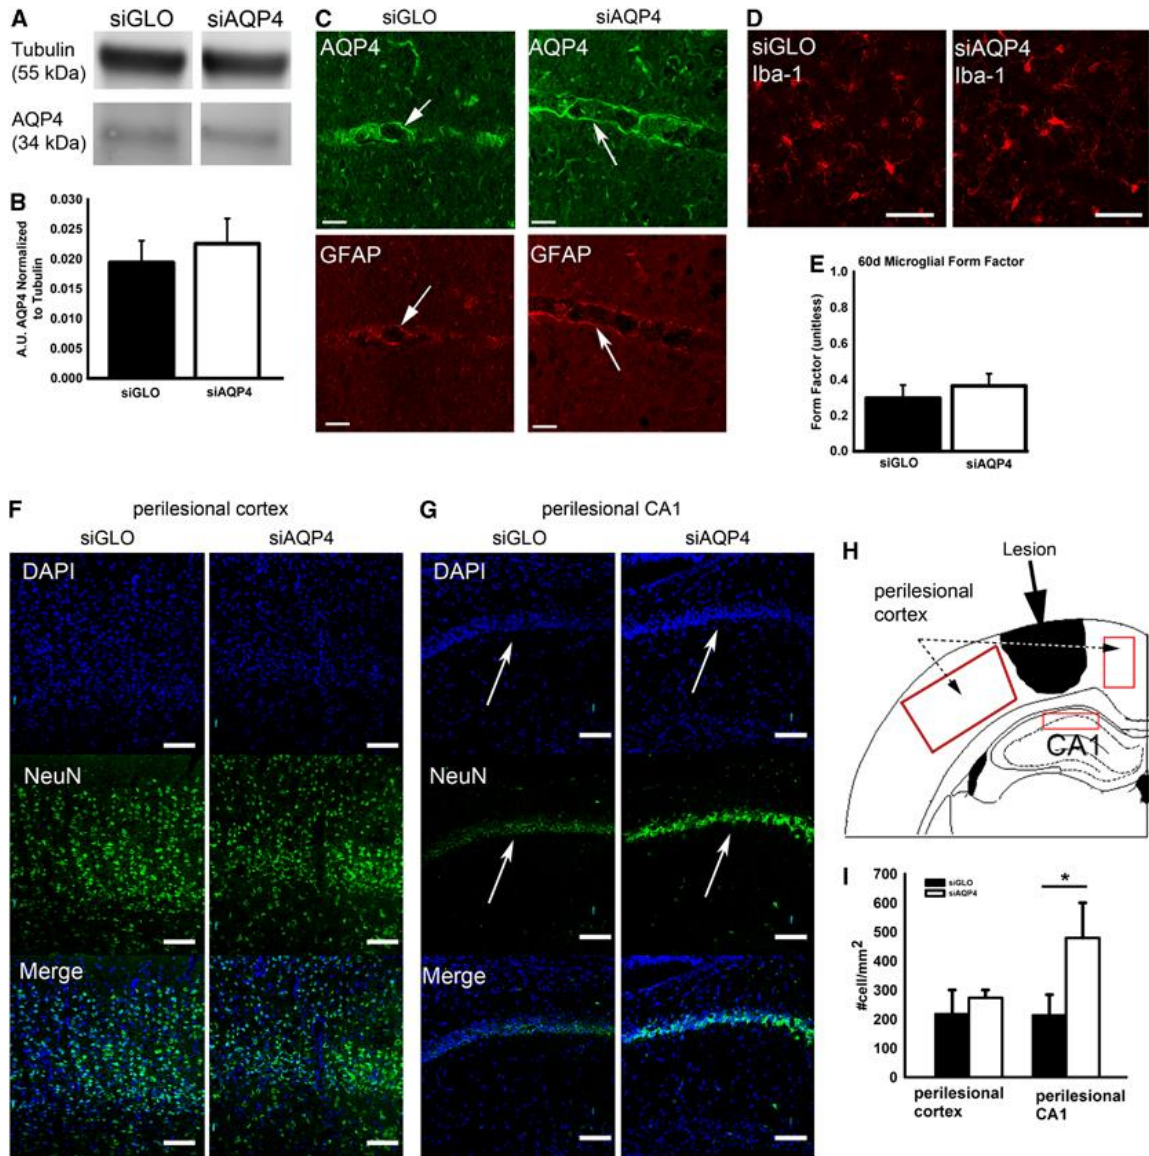 A
siGLO
siAQP4
Tubulin
(55 kDa)
AQP4
(34 kDa)
B
0.030
0.025
0.020
0.015
0.010
0.005
0.000
A.U. AQP4 Normalized
to Tubulin
siGLO
siAQP4
C
siGLO
siAQP4
AQP4
AQP4
GFAP
GFAP
D
siGLO
Iba-1
siAQP4
Iba-1
E
60d Microglial Form Factor
1.0
0.8
0.6
0.4
0.2
0.0
Form Factor (unitless)
siGLO
siAQP4
F
perilesional cortex
siGLO
siAQP4
DAPI
NeuN
Merge
G
perilesional CA1
siGLO
siAQP4
DAPI
NeuN
Merge
H
Lesion
perilesional
cortex
CA1
I
700
600
500
400
300
200
100
0
#cell/mm²
siGLO
siAQP4
*
perilesional
cortex
perilesional
CA1